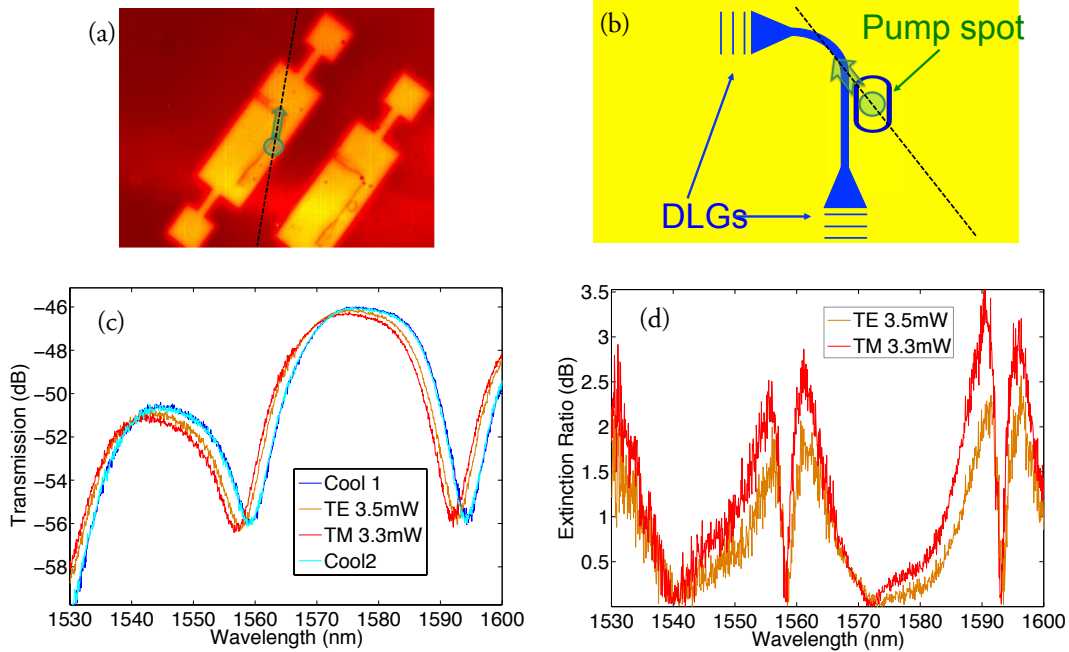 (a)
(b)
Pump spot
DLGs
(c)
Transmission (dB)
−46
−48
−50
−52
−54
−56
−58
Cool 1
TE 3.5mW
TM 3.3mW
Cool2
1530 1540 1550 1560 1570 1580 1590 1600
Wavelength (nm)
(d)
Extinction Ratio (dB)
3.5
3
2.5
2
1.5
1
0.5
TE 3.5mW
TM 3.3mW
1530 1540 1550 1560 1570 1580 1590 1600
Wavelength (nm)